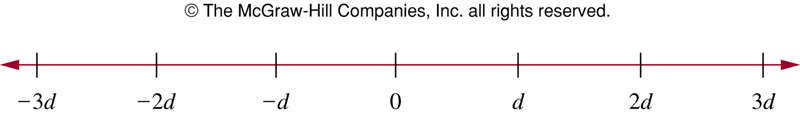 © The McGraw-Hill Companies, Inc. all rights reserved.
−3d −2d −d 0 d 2d 3d